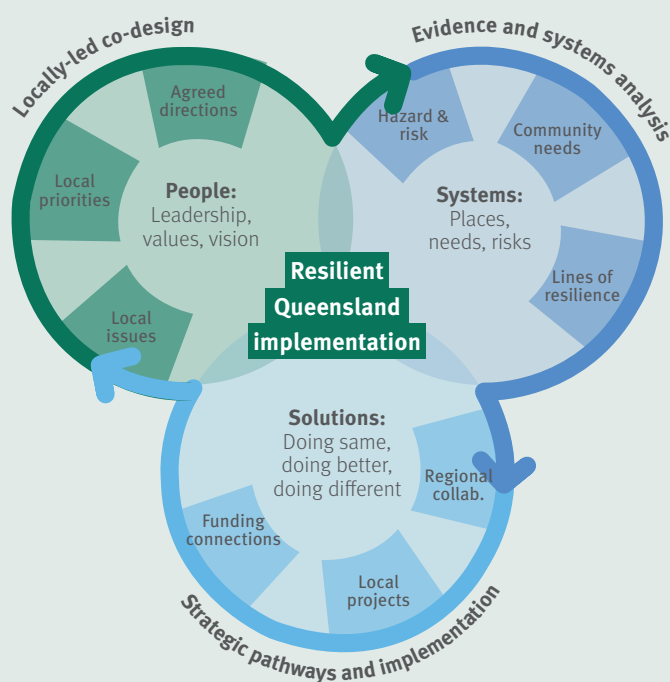 Locally-led co-design
Agreed
directions
Local
priorities
Local
issues
People:
Leadership,
values, vision
Evidence and systems analysis
Hazard &
risk
Community
needs
Lines of
resilience
Systems:
Places,
needs, risks
Resilient
Queensland
implementation
Solutions:
Doing same,
doing better,
doing different
Regional
collab.
Funding
connections
Local
projects
Strategic pathways and implementation